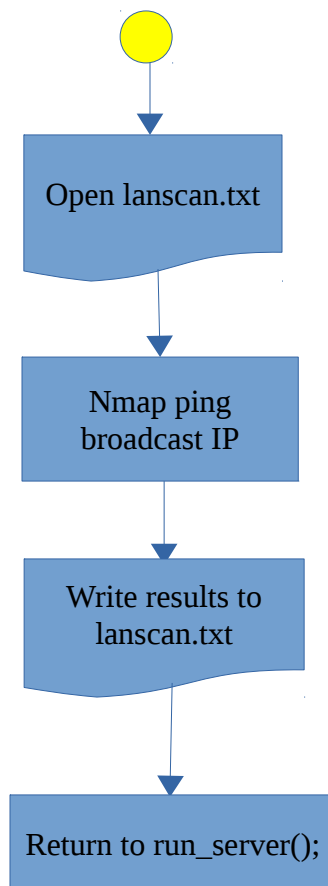 Open lanscan.txt
Nmap ping
broadcast IP
Write results to
lanscan.txt
Return to run_server();